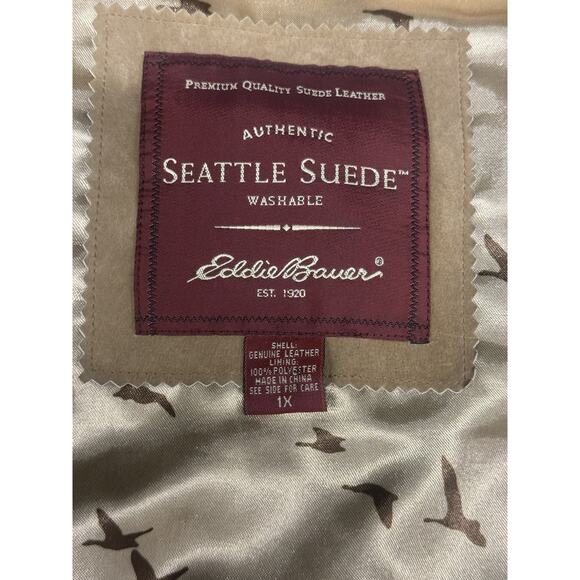 PREMIUM QUALITY SUEDE LEATHER
AUTHENTIC
SEATTLE SUEDE™
WASHABLE
Eddie Bauer®
EST. 1920
SHELL:
GENUINE LEATHER
LINING:
100% POLYESTER
MADE IN CHINA
SEE SIDE FOR CARE
1X